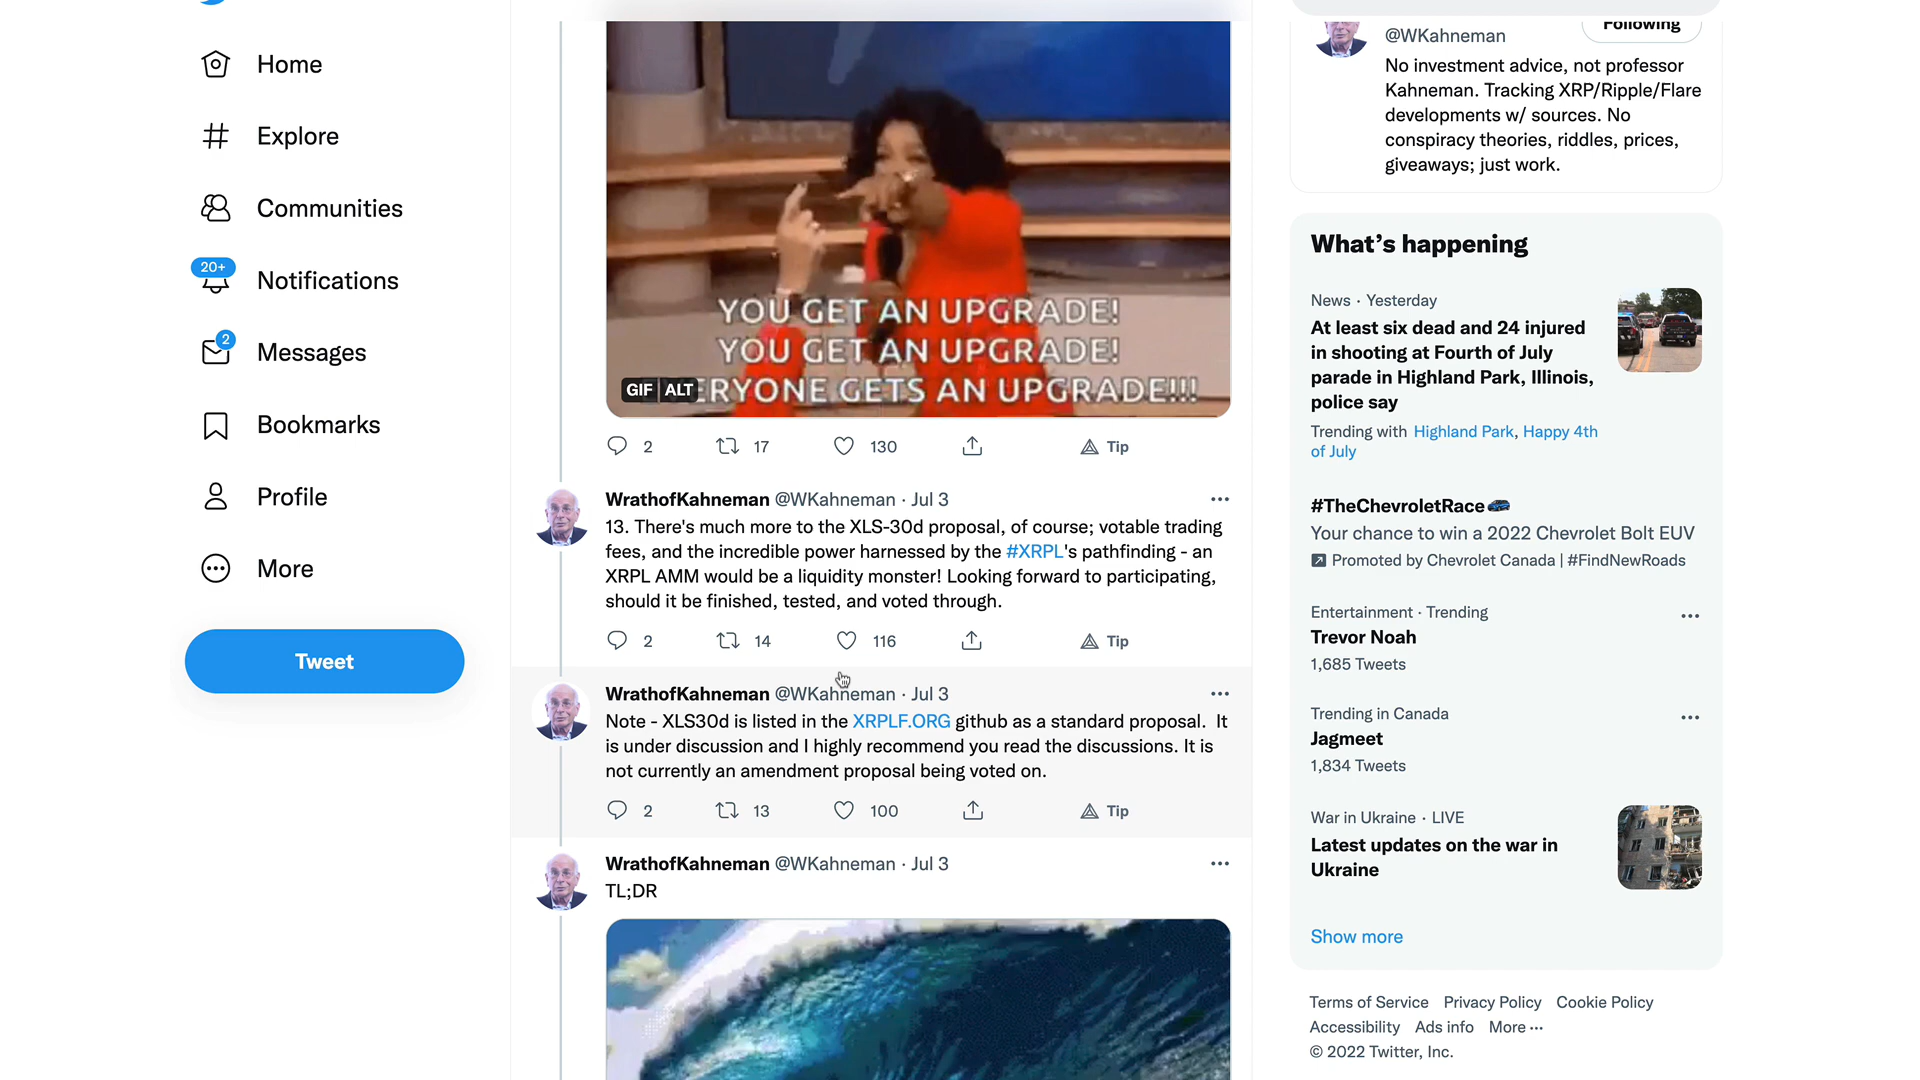 Home
Explore
Communities
20+
Notifications
2
Messages
Bookmarks
Profile
More
Tweet
YOU GET AN UPGRADE!
YOU GET AN UPGRADE!
ERYONE GETS AN UPGRADE!!!
GIF ALT
2 17 130 Tip
WrathofKahneman @WKahneman · Jul 3
13. There's much more to the XLS-30d proposal, of course; votable trading
fees, and the incredible power harnessed by the #XRPL's pathfinding - an
XRPL AMM would be a liquidity monster! Looking forward to participating,
should it be finished, tested, and voted through.
2 14 116 Tip
WrathofKahneman @WKahneman · Jul 3
Note - XLS30d is listed in the XRPLF.ORG github as a standard proposal. It
is under discussion and I highly recommend you read the discussions. It is
not currently an amendment proposal being voted on.
2 13 100 Tip
WrathofKahneman @WKahneman · Jul 3
TL;DR
@WKahneman
Following
No investment advice, not professor
Kahneman. Tracking XRP/Ripple/Flare
developments w/ sources. No
conspiracy theories, riddles, prices,
giveaways; just work.
What's happening
News · Yesterday
At least six dead and 24 injured
in shooting at Fourth of July
parade in Highland Park, Illinois,
police say
Trending with Highland Park, Happy 4th
of July
#TheChevroletRace
Your chance to win a 2022 Chevrolet Bolt EUV
Promoted by Chevrolet Canada | #FindNewRoads
Entertainment · Trending
Trevor Noah
1,685 Tweets
Trending in Canada
Jagmeet
1,834 Tweets
War in Ukraine · LIVE
Latest updates on the war in
Ukraine
Show more
Terms of Service Privacy Policy Cookie Policy
Accessibility Ads info More ···
© 2022 Twitter, Inc.